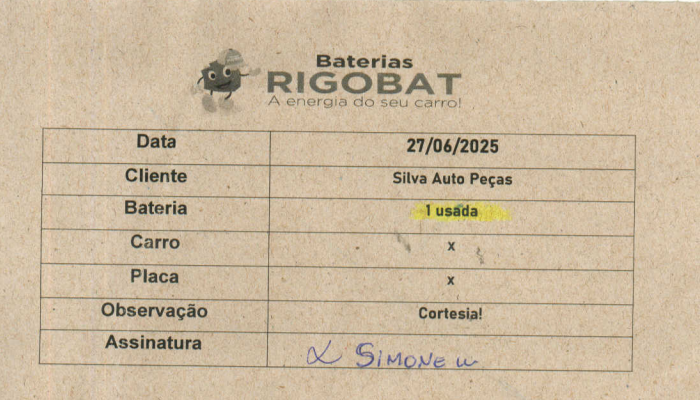 Baterias
RIGOBAT
A energia do seu carro!
Data 27/06/2025
Cliente Silva Auto Peças
Bateria 1 usada
Carro x
Placa x
Observação Cortesia!
Assinatura x Simone w